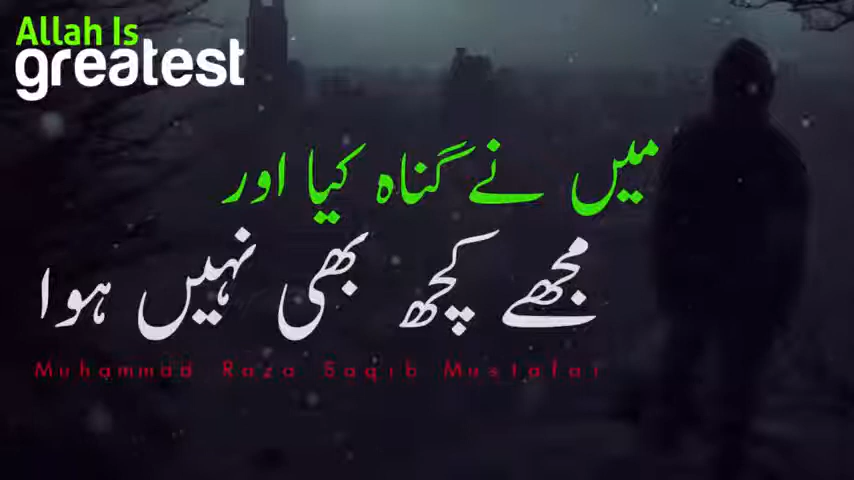 Allah Is
greatest
میں نے گناہ کیا اور
مجھے کچھ بھی نہیں ہوا
Muhammad Raza Saqib Mustafai